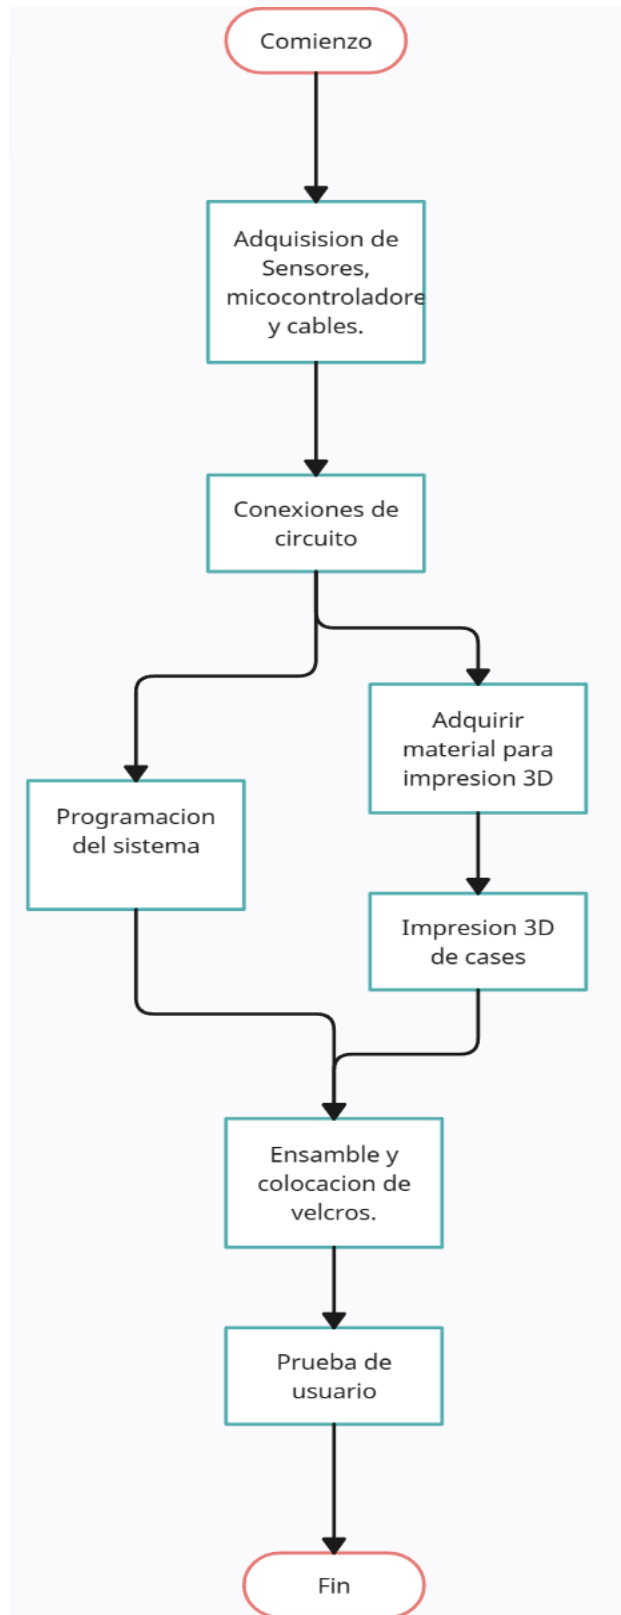 Comienzo
Adquisision de
Sensores,
micocontroladore
y cables.
Conexiones de
circuito
Adquirir
material para
impresion 3D
Programacion
del sistema
Impresion 3D
de cases
Ensamble y
colocacion de
velcros.
Prueba de
usuario
Fin